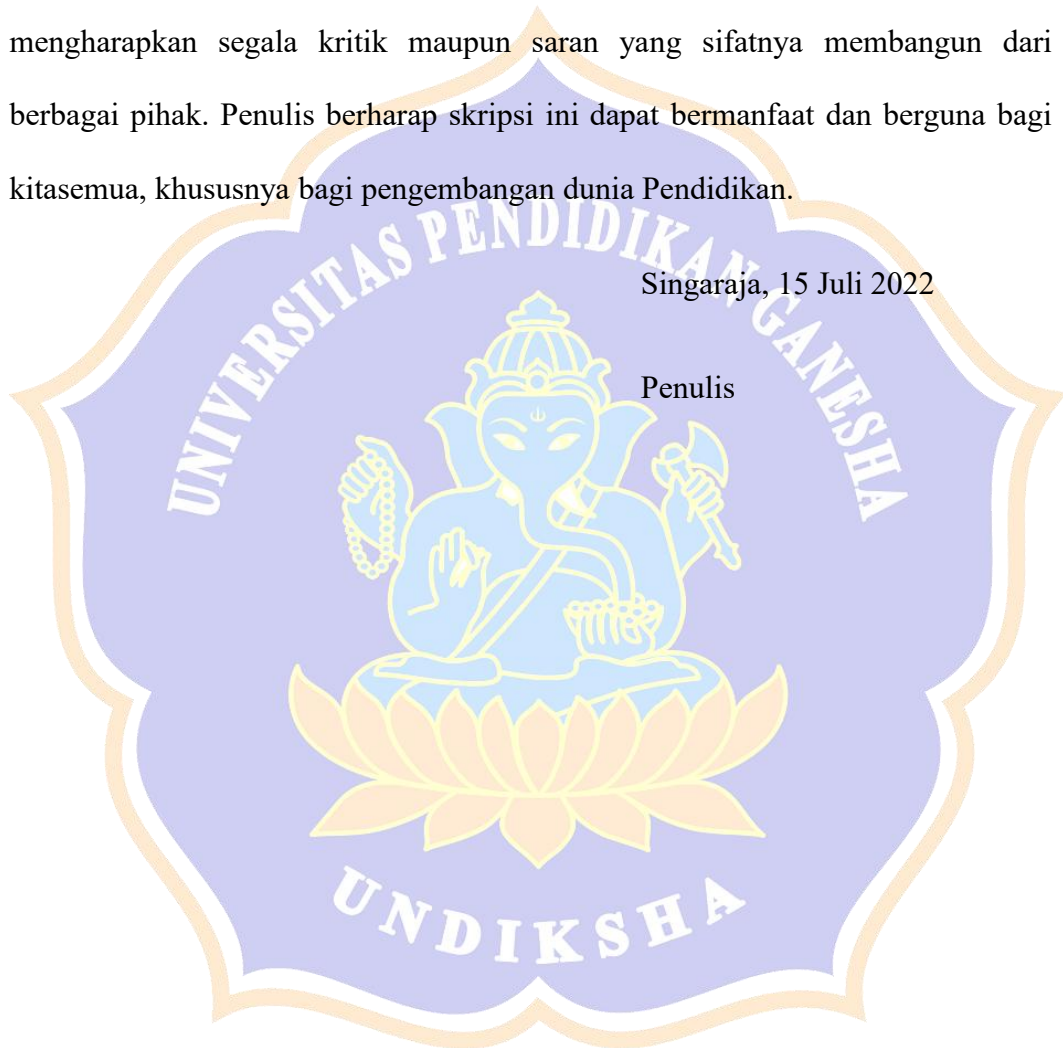 mengharapkan segala kritik maupun saran yang sifatnya membangun dari
berbagai pihak. Penulis berharap skripsi ini dapat bermanfaat dan berguna bagi
kitasemua, khususnya bagi pengembangan dunia Pendidikan.
UNIVERSITAS PENDIDIKAN GANESHA
Singaraja, 15 Juli 2022
Penulis
UNDIKSHA